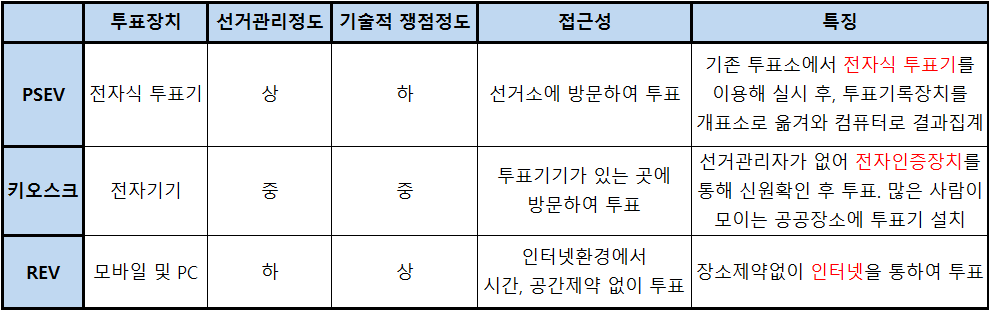 투표장치 선거관리정도 기술적 쟁점정도 접근성 특징
PSEV 전자식 투표기 상 하 선거소에 방문하여 투표
기존 투표소에서 전자식 투표기를
이용해 실시 후, 투표기록장치를
개표소로 옮겨와 컴퓨터로 결과집계
키오스크 전자기기 중 중
투표기기가 있는 곳에
방문하여 투표
선거관리자가 없어 전자인증장치를
통해 신원확인 후 투표. 많은 사람이
모이는 공공장소에 투표기 설치
REV 모바일 및 PC 하 상
인터넷환경에서
시간, 공간제약 없이 투표
장소제약없이 인터넷을 통하여 투표